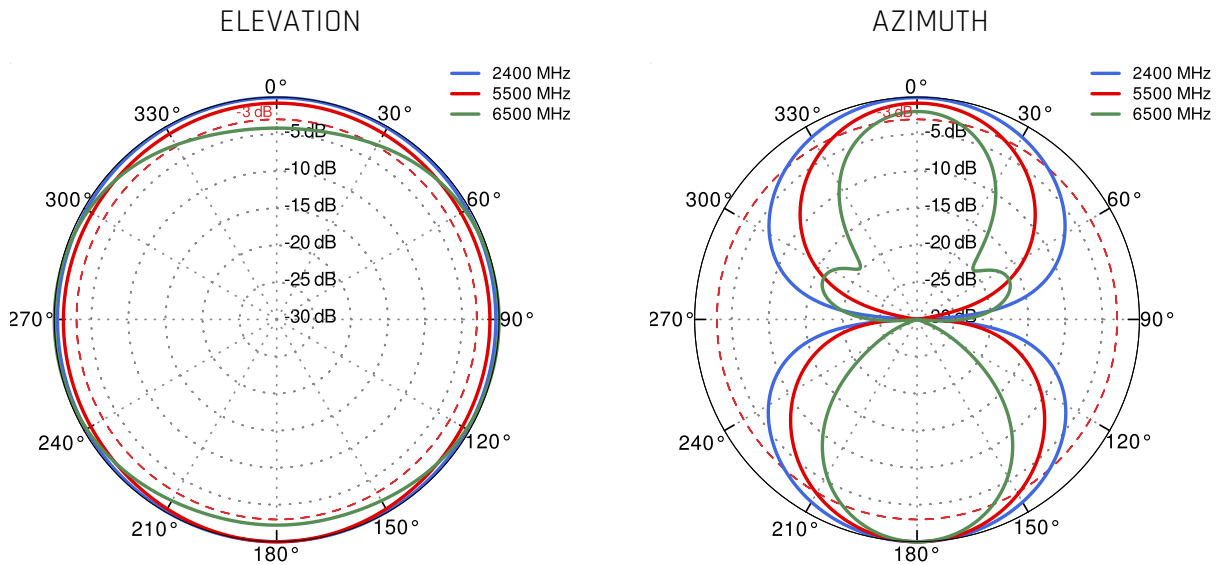 ELEVATION
2400 MHz
5500 MHz
6500 MHz
0°
30°
60°
90°
120°
150°
180°
210°
240°
270°
300°
330°
-3 dB
-5 dB
-10 dB
-15 dB
-20 dB
-25 dB
-30 dB
AZIMUTH
2400 MHz
5500 MHz
6500 MHz
0°
30°
60°
90°
120°
150°
180°
210°
240°
270°
300°
330°
-3 dB
-5 dB
-10 dB
-15 dB
-20 dB
-25 dB
-30 dB